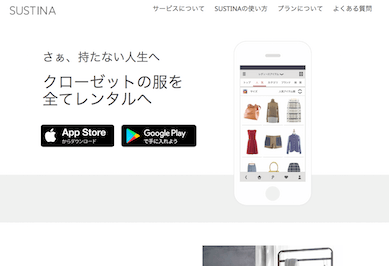 SUSTINA
サービスについて SUSTINAの使い方 プランについて よくある質問
さぁ、持たない人生へ
クローゼットの服を
全てレンタルへ
App Store
からダウンロード
Google Play
で手に入れよう